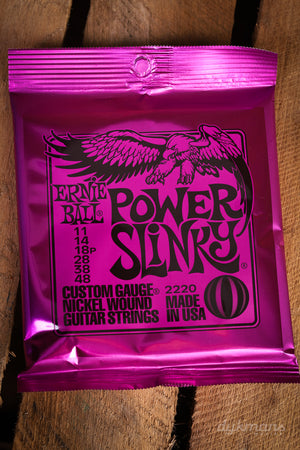 ERNIE BALL
POWER SLINKY®
11
14
18P
28
38
48
CUSTOM GAUGE®
NICKEL WOUND
GUITAR STRINGS
2220
MADE IN USA
dykmans